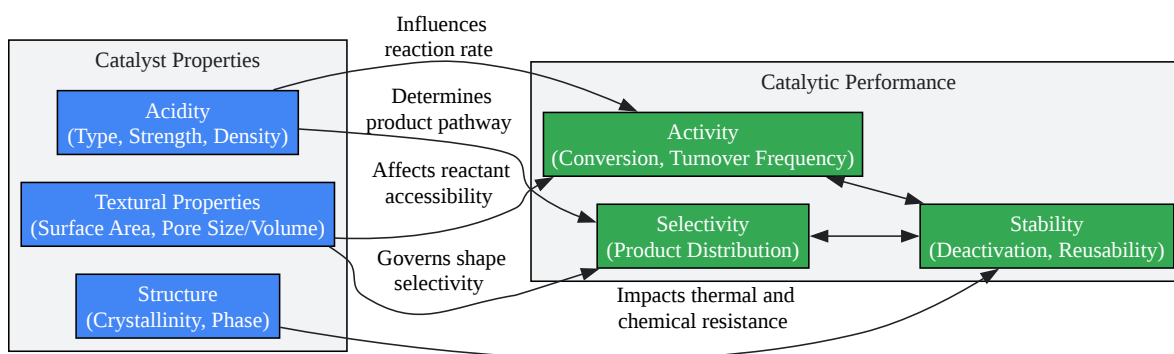 Catalyst Properties
Acidity
(Type, Strength, Density)
Textural Properties
(Surface Area, Pore Size/Volume)
Structure
(Crystallinity, Phase)
Influences
reaction rate
Determines
product pathway
Affects reactant
accessibility
Governs shape
selectivity
Impacts thermal and
chemical resistance
Catalytic Performance
Activity
(Conversion, Turnover Frequency)
Selectivity
(Product Distribution)
Stability
(Deactivation, Reusability)